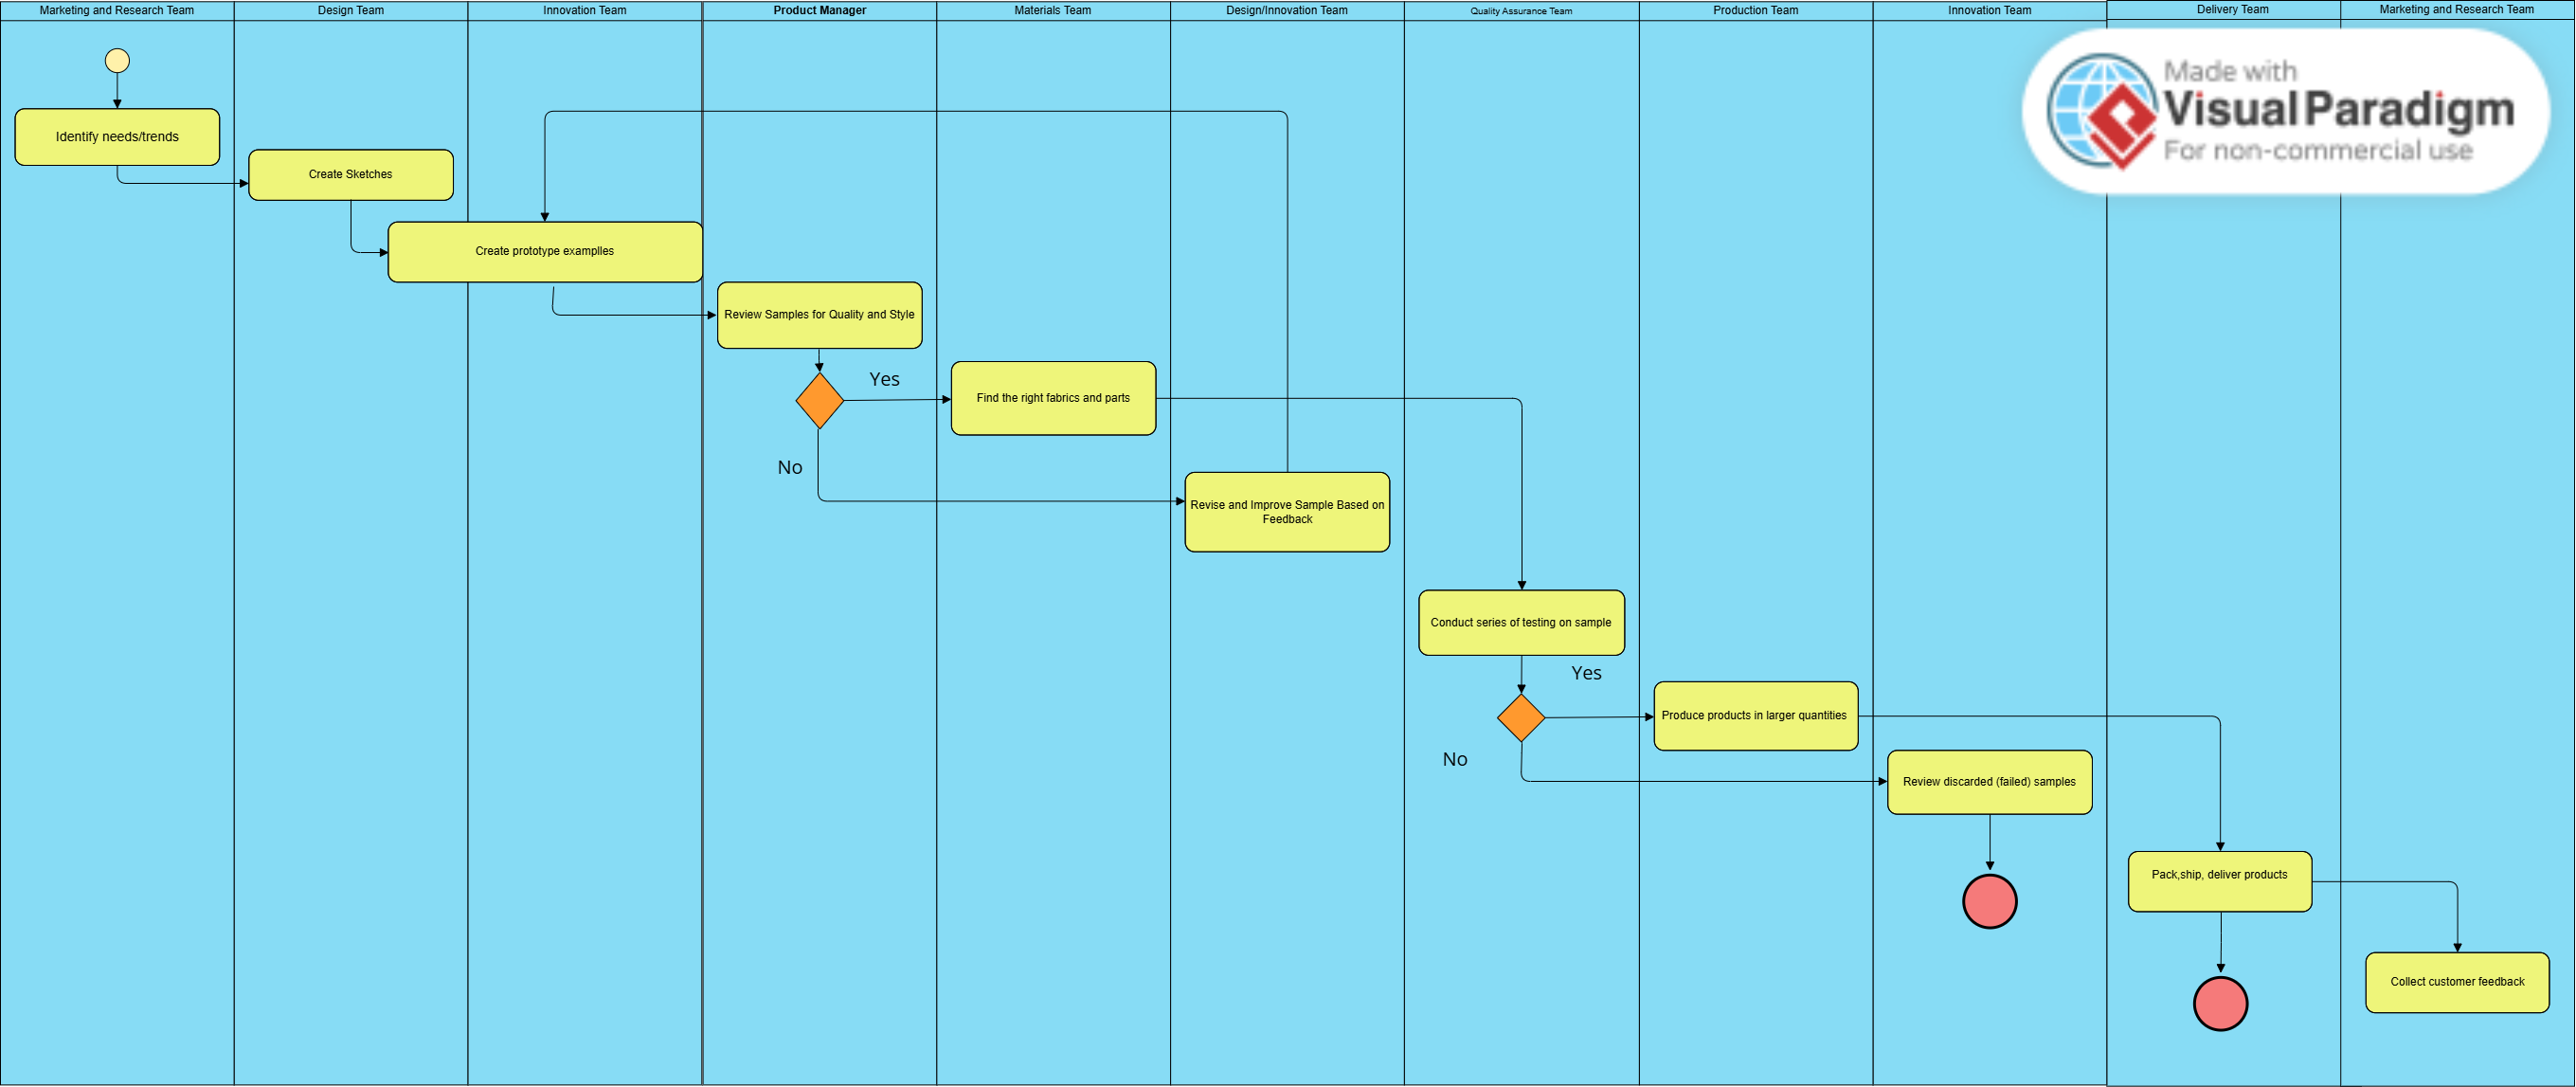 Marketing and Research Team
Design Team
Innovation Team
Product Manager
Materials Team
Design/Innovation Team
Quality Assurance Team
Production Team
Innovation Team
Delivery Team
Marketing and Research Team
Made with
Visual Paradigm
For non-commercial use
Identify needs/trends
Create Sketches
Create prototype examplles
Review Samples for Quality and Style
Yes
Find the right fabrics and parts
No
Revise and Improve Sample Based on
Feedback
Conduct series of testing on sample
Yes
Produce products in larger quantities
No
Review discarded (failed) samples
Pack,ship, deliver products
Collect customer feedback